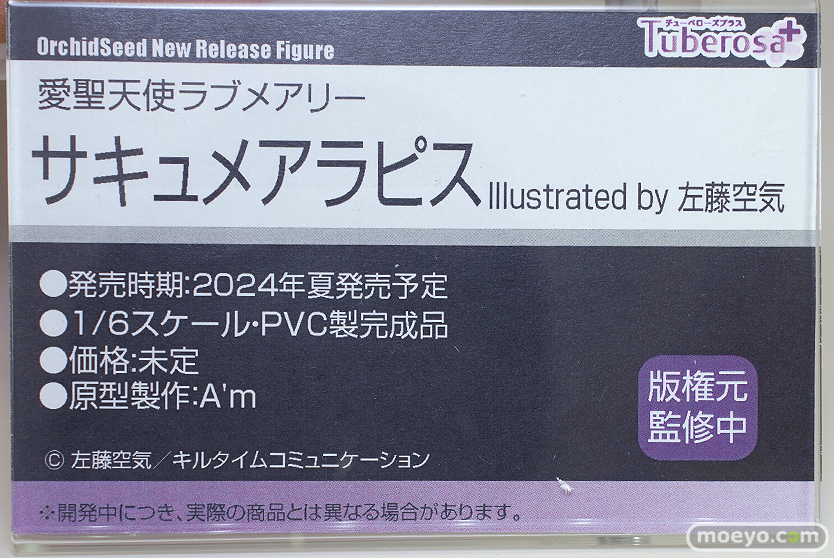 OrchidSeed New Release Figure
チューベローズプラス
Tuberosa+
愛聖天使ラブメアリー
サキュメアラピス Illustrated by 左藤空気
●発売時期:2024年夏発売予定
●1/6スケール・PVC製完成品
●価格:未定
●原型製作:A'm
版権元
監修中
© 左藤空気／キルタイムコミュニケーション
※開発中につき、実際の商品とは異なる場合があります。
moeyo.com